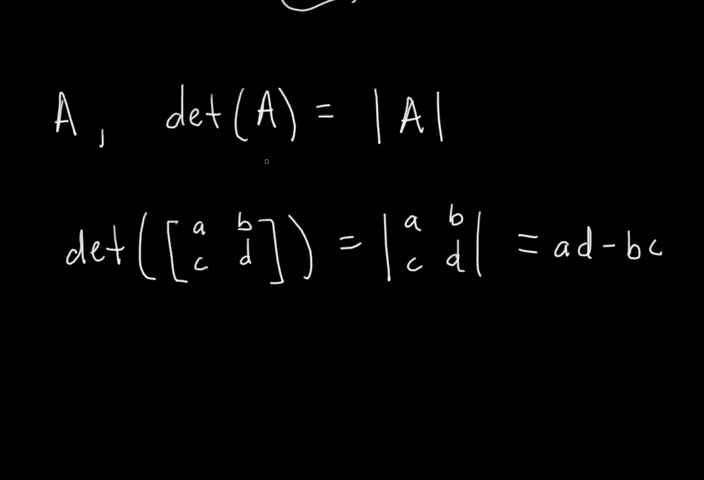 A, det(A) = |A|
det([a b
c d]) = |a b
c d| = ad-bc